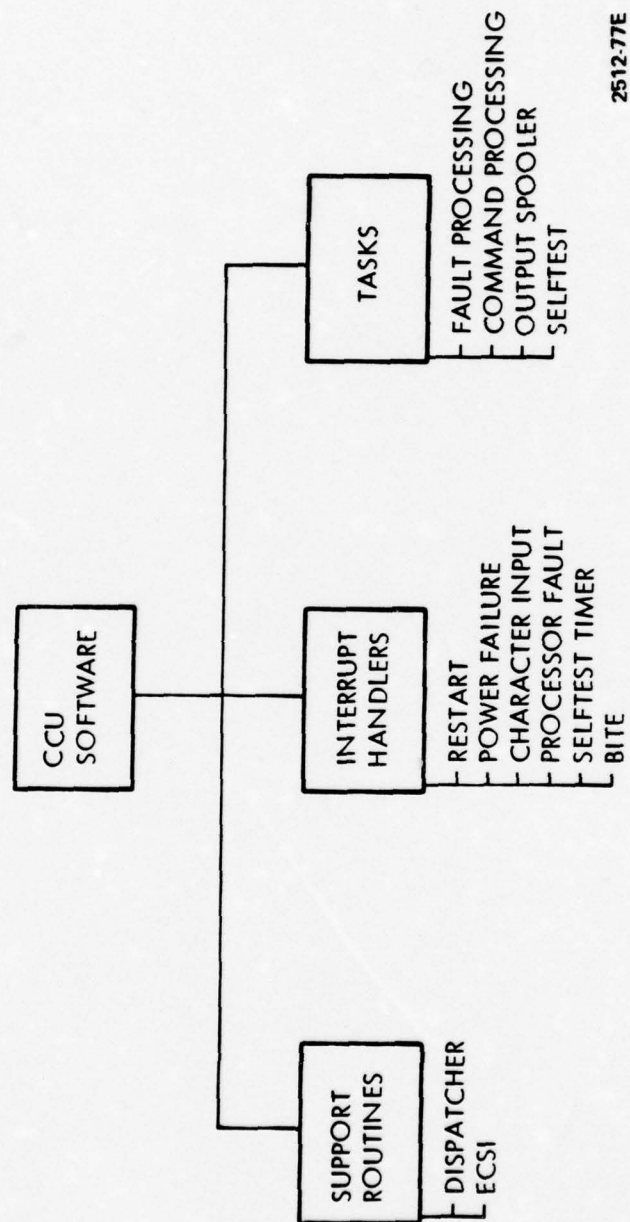 CCU
SOFTWARE
SUPPORT
ROUTINES
DISPATCHER
ECSI
INTERRUPT
HANDLERS
RESTART
POWER FAILURE
CHARACTER INPUT
PROCESSOR FAULT
SELFTEST TIMER
BITE
TASKS
FAULT PROCESSING
COMMAND PROCESSING
OUTPUT SPOOLER
SELFTEST
2512-77E